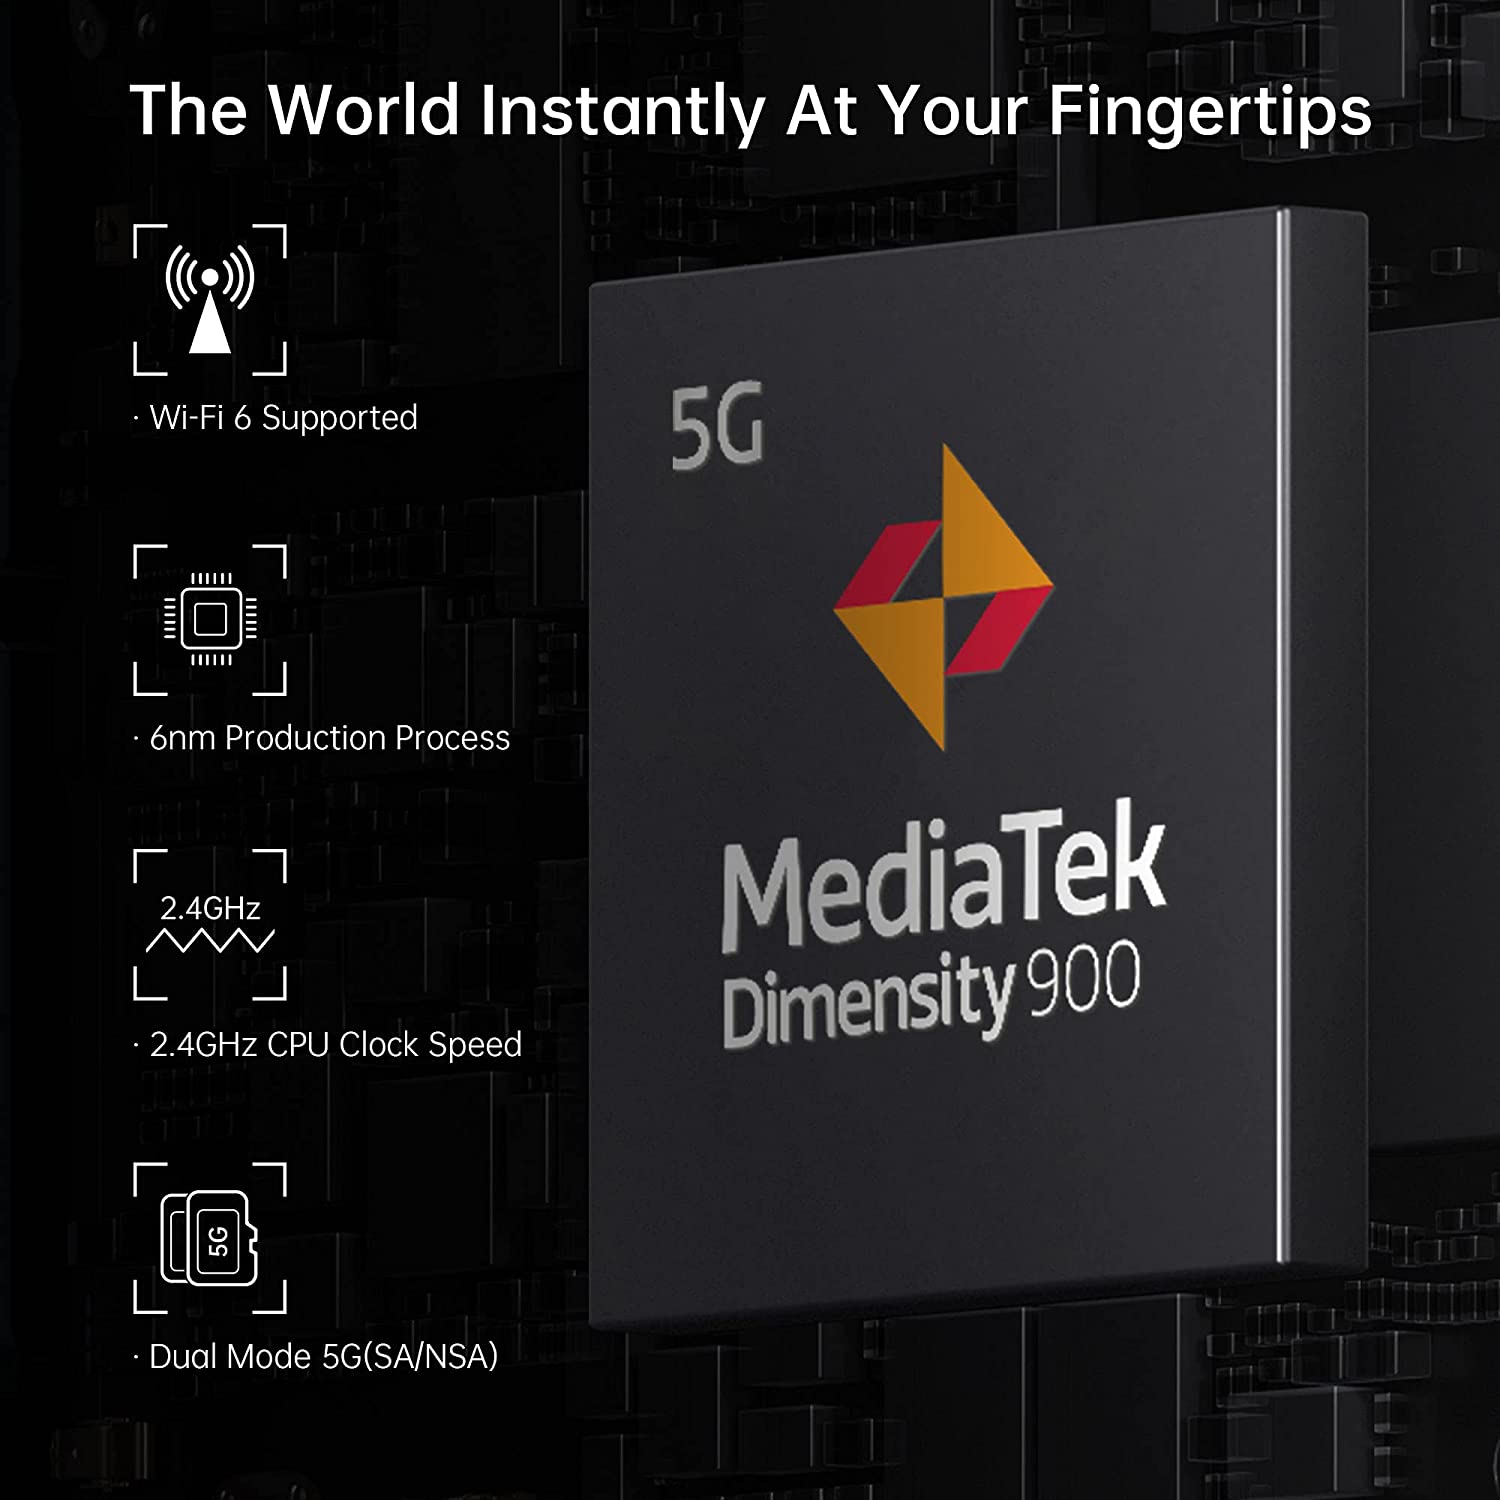 The World Instantly At Your Fingertips
· Wi-Fi 6 Supported
· 6nm Production Process
2.4GHz
· 2.4GHz CPU Clock Speed
5G
· Dual Mode 5G(SA/NSA)
5G
MediaTek
Dimensity 900